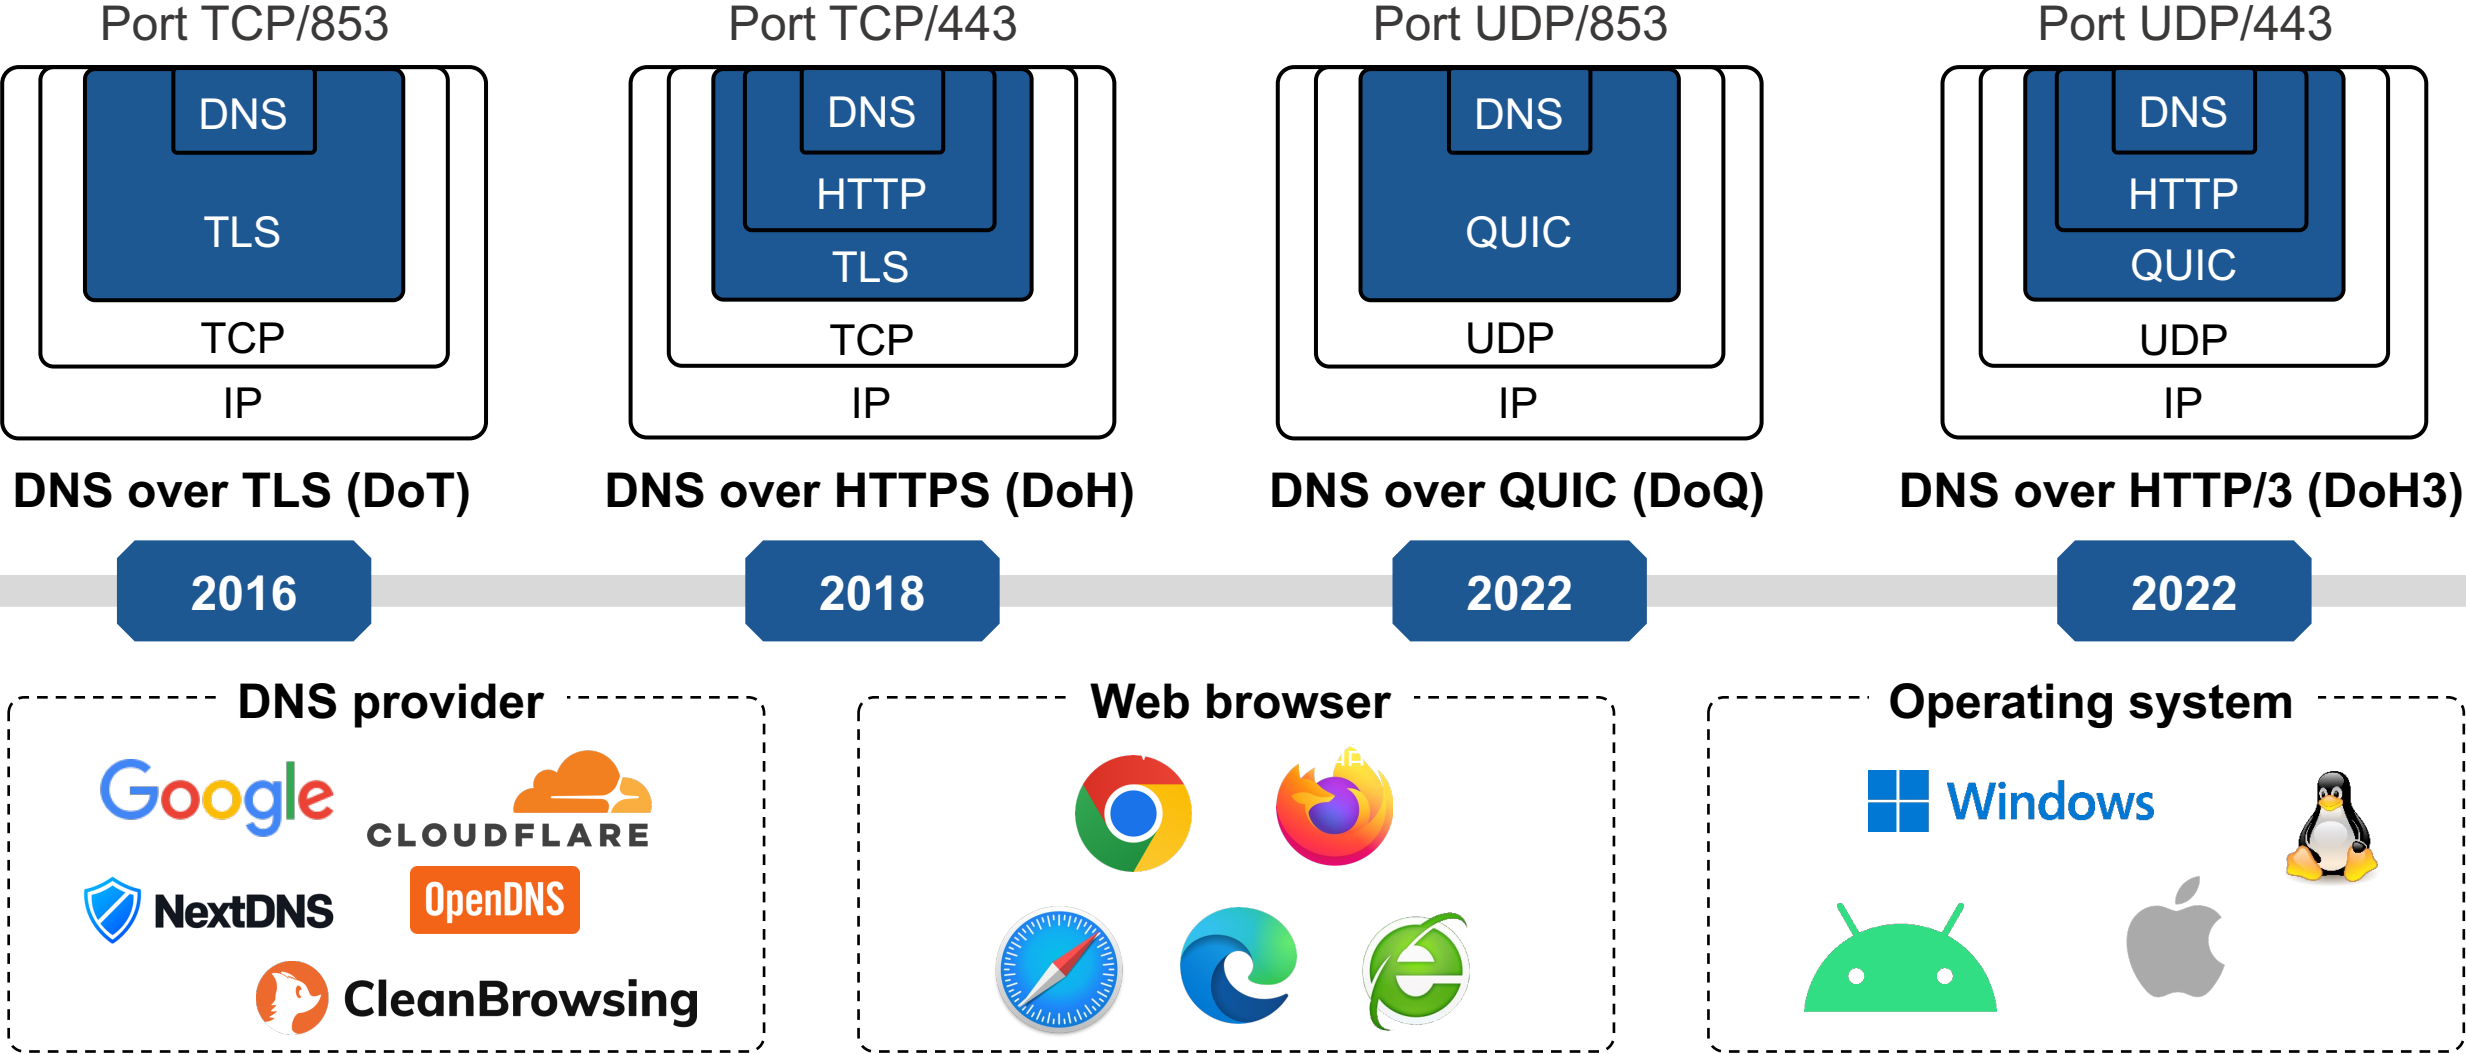 Port TCP/853
Port TCP/443
Port UDP/853
Port UDP/443
DNS
TLS
TCP
IP
DNS
HTTP
TLS
TCP
IP
DNS
QUIC
UDP
IP
DNS
HTTP
QUIC
UDP
IP
DNS over TLS (DoT)
DNS over HTTPS (DoH)
DNS over QUIC (DoQ)
DNS over HTTP/3 (DoH3)
2016
2018
2022
2022
DNS provider
Google
CLOUDFLARE
NextDNS
OpenDNS
CleanBrowsing
Web browser
Operating system
Windows